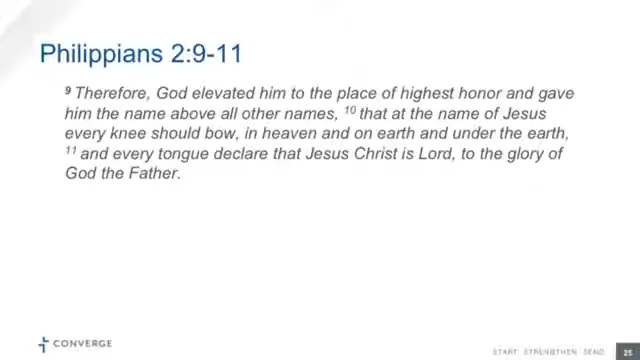 Philippians 2:9-11
⁹ Therefore, God elevated him to the place of highest honor and gave
him the name above all other names, ¹⁰ that at the name of Jesus
every knee should bow, in heaven and on earth and under the earth,
¹¹ and every tongue declare that Jesus Christ is Lord, to the glory of
God the Father.
CONVERGE
START STRENGTHEN SEND
25